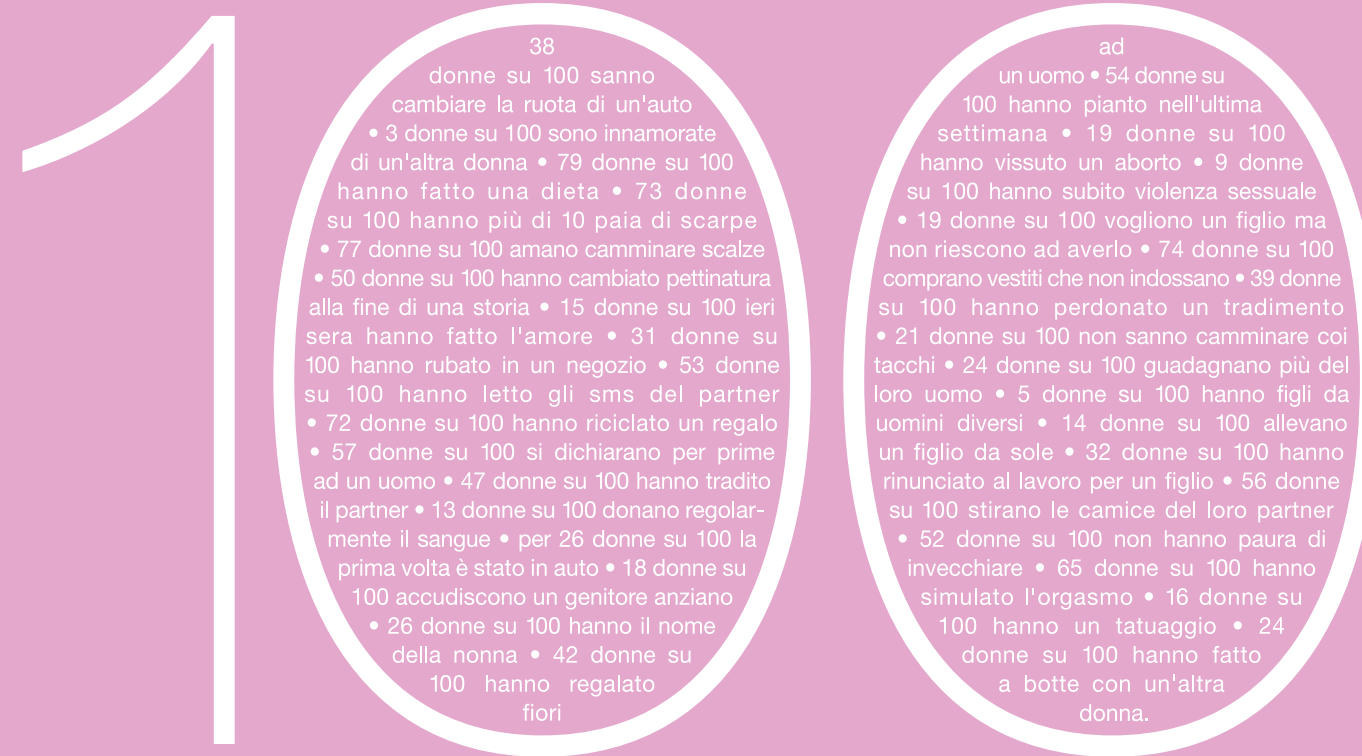 100
38
donne su 100 sanno
cambiare la ruota di un'auto
• 3 donne su 100 sono innamorate
di un'altra donna • 79 donne su 100
hanno fatto una dieta • 73 donne
su 100 hanno più di 10 paia di scarpe
• 77 donne su 100 amano camminare scalze
• 50 donne su 100 hanno cambiato pettinatura
alla fine di una storia • 15 donne su 100 ieri
sera hanno fatto l'amore • 31 donne su
100 hanno rubato in un negozio • 53 donne
su 100 hanno letto gli sms del partner
• 72 donne su 100 hanno riciclato un regalo
• 57 donne su 100 si dichiarano per prime
ad un uomo • 47 donne su 100 hanno tradito
il partner • 13 donne su 100 donano regolar-
mente il sangue • per 26 donne su 100 la
prima volta è stato in auto • 18 donne su
100 accudiscono un genitore anziano
• 26 donne su 100 hanno il nome
della nonna • 42 donne su
100 hanno regalato
fiori
ad
un uomo • 54 donne su
100 hanno pianto nell'ultima
settimana • 19 donne su 100
hanno vissuto un aborto • 9 donne
su 100 hanno subito violenza sessuale
• 19 donne su 100 vogliono un figlio ma
non riescono ad averlo • 74 donne su 100
comprano vestiti che non indossano • 39 donne
su 100 hanno perdonato un tradimento
• 21 donne su 100 non sanno camminare coi
tacchi • 24 donne su 100 guadagnano più del
loro uomo • 5 donne su 100 hanno figli da
uomini diversi • 14 donne su 100 allevano
un figlio da sole • 32 donne su 100 hanno
rinunciato al lavoro per un figlio • 56 donne
su 100 stirano le camice del loro partner
• 52 donne su 100 non hanno paura di
invecchiare • 65 donne su 100 hanno
simulato l'orgasmo • 16 donne su
100 hanno un tatuaggio • 24
donne su 100 hanno fatto
a botte con un'altra
donna.